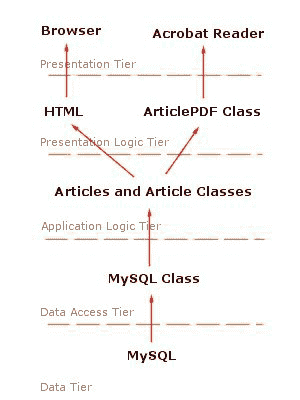 Browser
Acrobat Reader
Presentation Tier
HTML
ArticlePDF Class
Presentation Logic Tier
Articles and Article Classes
Application Logic Tier
MySQL Class
Data Access Tier
MySQL
Data Tier